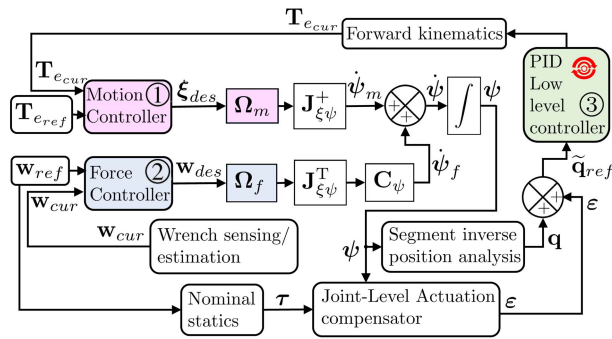 T_{e_{cur}}
Forward kinematics
T_{e_{cur}}
PID
Low
level
controller
③
Motion
Controller
①
ξ_{des}
Ω_m
J^+_{ξψ}
ψ̇_m
ψ̇
∫
ψ
T_{e_{ref}}
q̃_{ref}
w_{ref}
Force
Controller
②
w_{des}
Ω_f
J^T_{ξψ}
C_ψ
ψ̇_f
w_{cur}
ε
w_{cur}
Wrench sensing/
estimation
ψ
Segment inverse
position analysis
q
Nominal
statics
τ
Joint-Level Actuation
compensator
ε